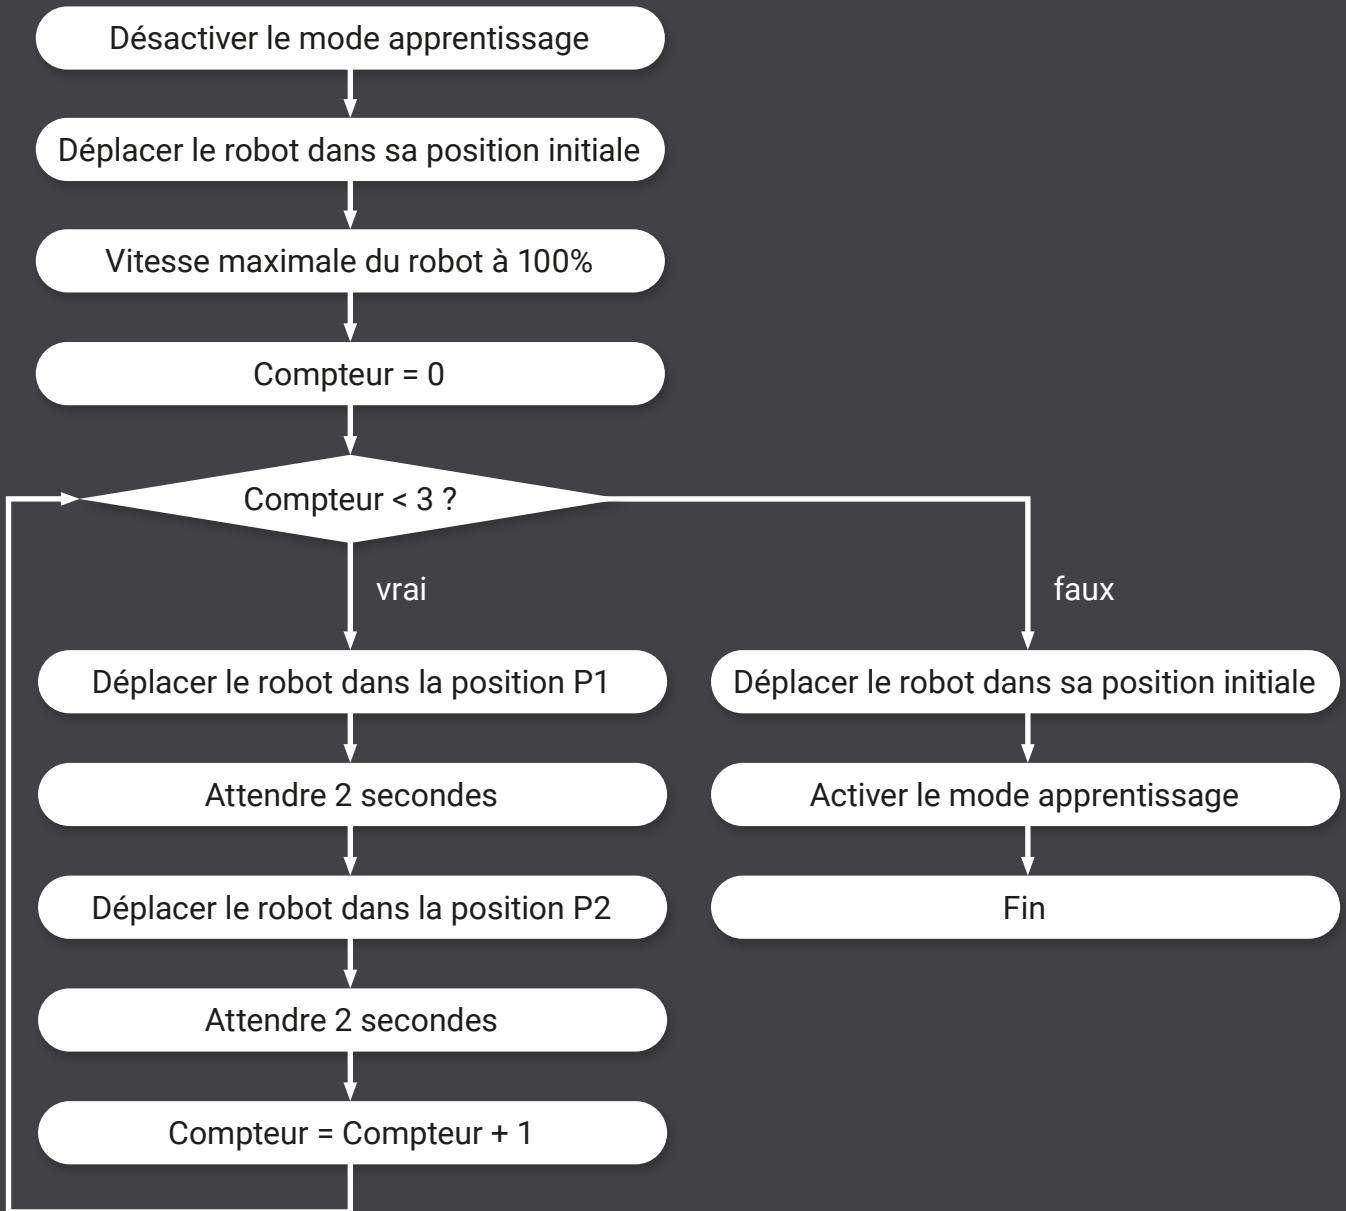 Désactiver le mode apprentissage
Déplacer le robot dans sa position initiale
Vitesse maximale du robot à 100%
Compteur = 0
Compteur < 3 ?
vrai
faux
Déplacer le robot dans la position P1
Déplacer le robot dans sa position initiale
Attendre 2 secondes
Activer le mode apprentissage
Déplacer le robot dans la position P2
Fin
Attendre 2 secondes
Compteur = Compteur + 1